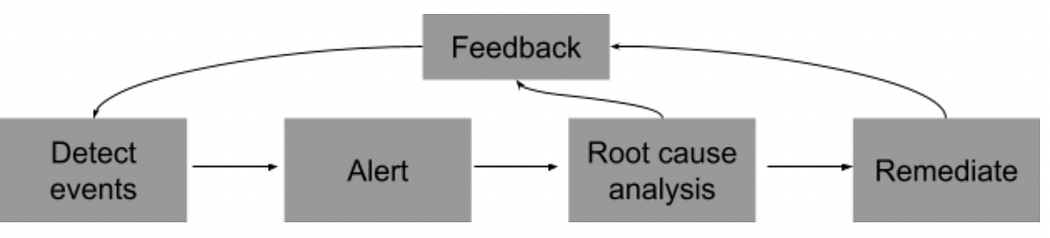 Feedback
Detect
events
Alert
Root cause
analysis
Remediate